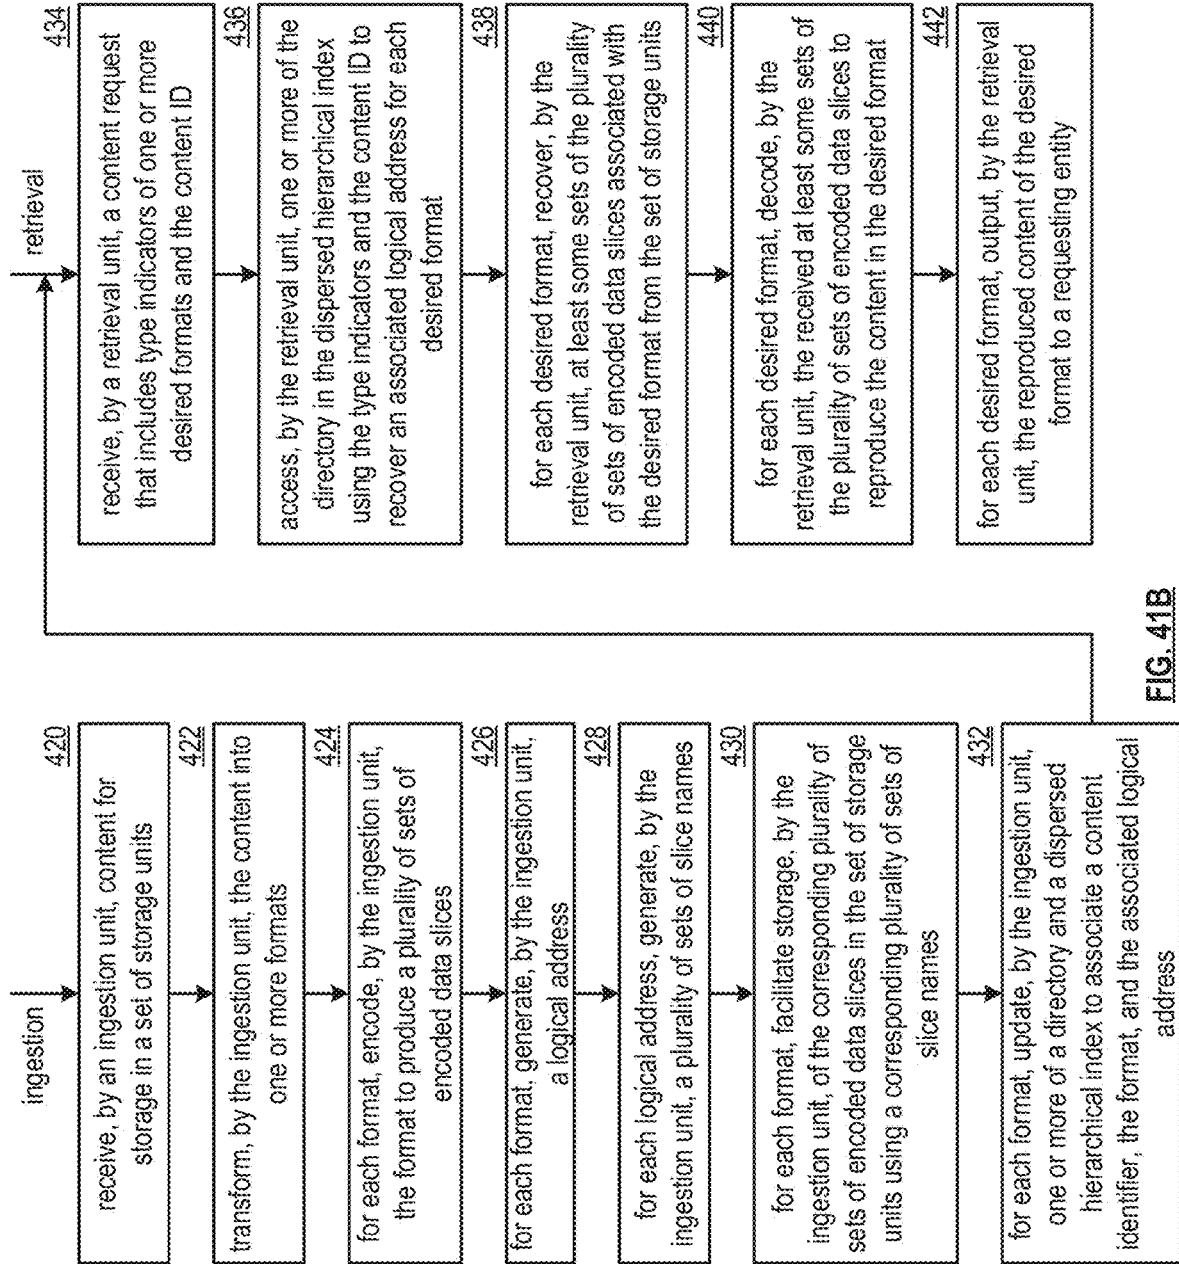 ingestion
420
receive, by an ingestion unit, content for
storage in a set of storage units
422
transform, by the ingestion unit, the content into
one or more formats
424
for each format, encode, by the ingestion unit,
the format to produce a plurality of sets of
encoded data slices
426
for each format, generate, by the ingestion unit,
a logical address
428
for each logical address, generate, by the
ingestion unit, a plurality of sets of slice names
430
for each format, facilitate storage, by the
ingestion unit, of the corresponding plurality of
sets of encoded data slices in the set of storage
units using a corresponding plurality of sets of
slice names
432
for each format, update, by the ingestion unit,
one or more of a directory and a dispersed
hierarchical index to associate a content
identifier, the format, and the associated logical
address
retrieval
434
receive, by a retrieval unit, a content request
that includes type indicators of one or more
desired formats and the content ID
436
access, by the retrieval unit, one or more of the
directory in the dispersed hierarchical index
using the type indicators and the content ID to
recover an associated logical address for each
desired format
438
for each desired format, recover, by the
retrieval unit, at least some sets of the plurality
of sets of encoded data slices associated with
the desired format from the set of storage units
440
for each desired format, decode, by the
retrieval unit, the received at least some sets of
the plurality of sets of encoded data slices to
reproduce the content in the desired format
442
for each desired format, output, by the retrieval
unit, the reproduced content of the desired
format to a requesting entity
FIG. 41B